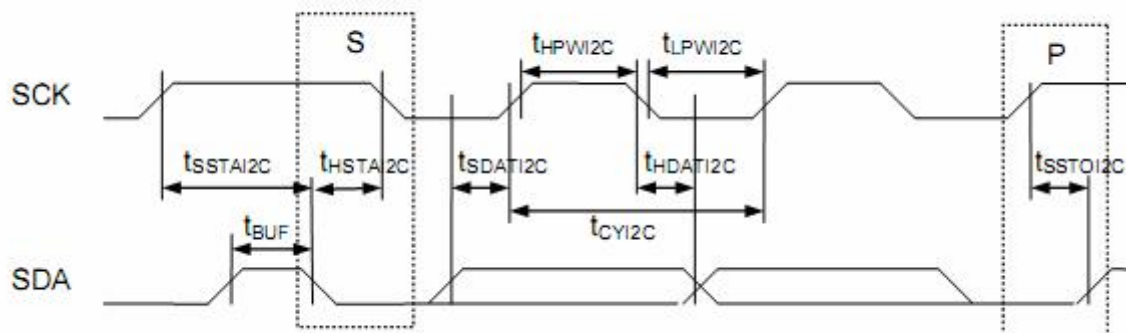 S
tHPWI2C
tLPWI2C
P
SCK
tSSTAI2C
tHSTAI2C
tSDATI2C
tHDATI2C
tSSTOI2C
tBUF
tCYI2C
SDA